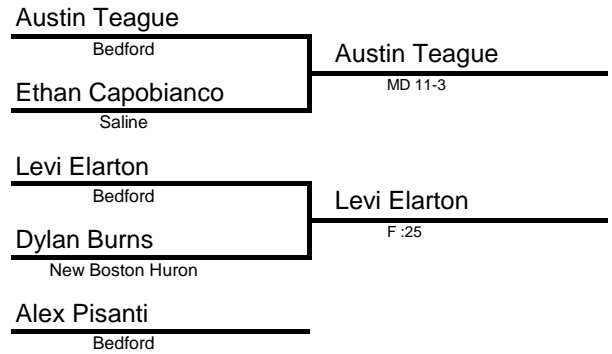 Austin Teague
Bedford
Austin Teague
MD 11-3
Ethan Capobianco
Saline
Levi Elarton
Bedford
Levi Elarton
F :25
Dylan Burns
New Boston Huron
Alex Pisanti
Bedford